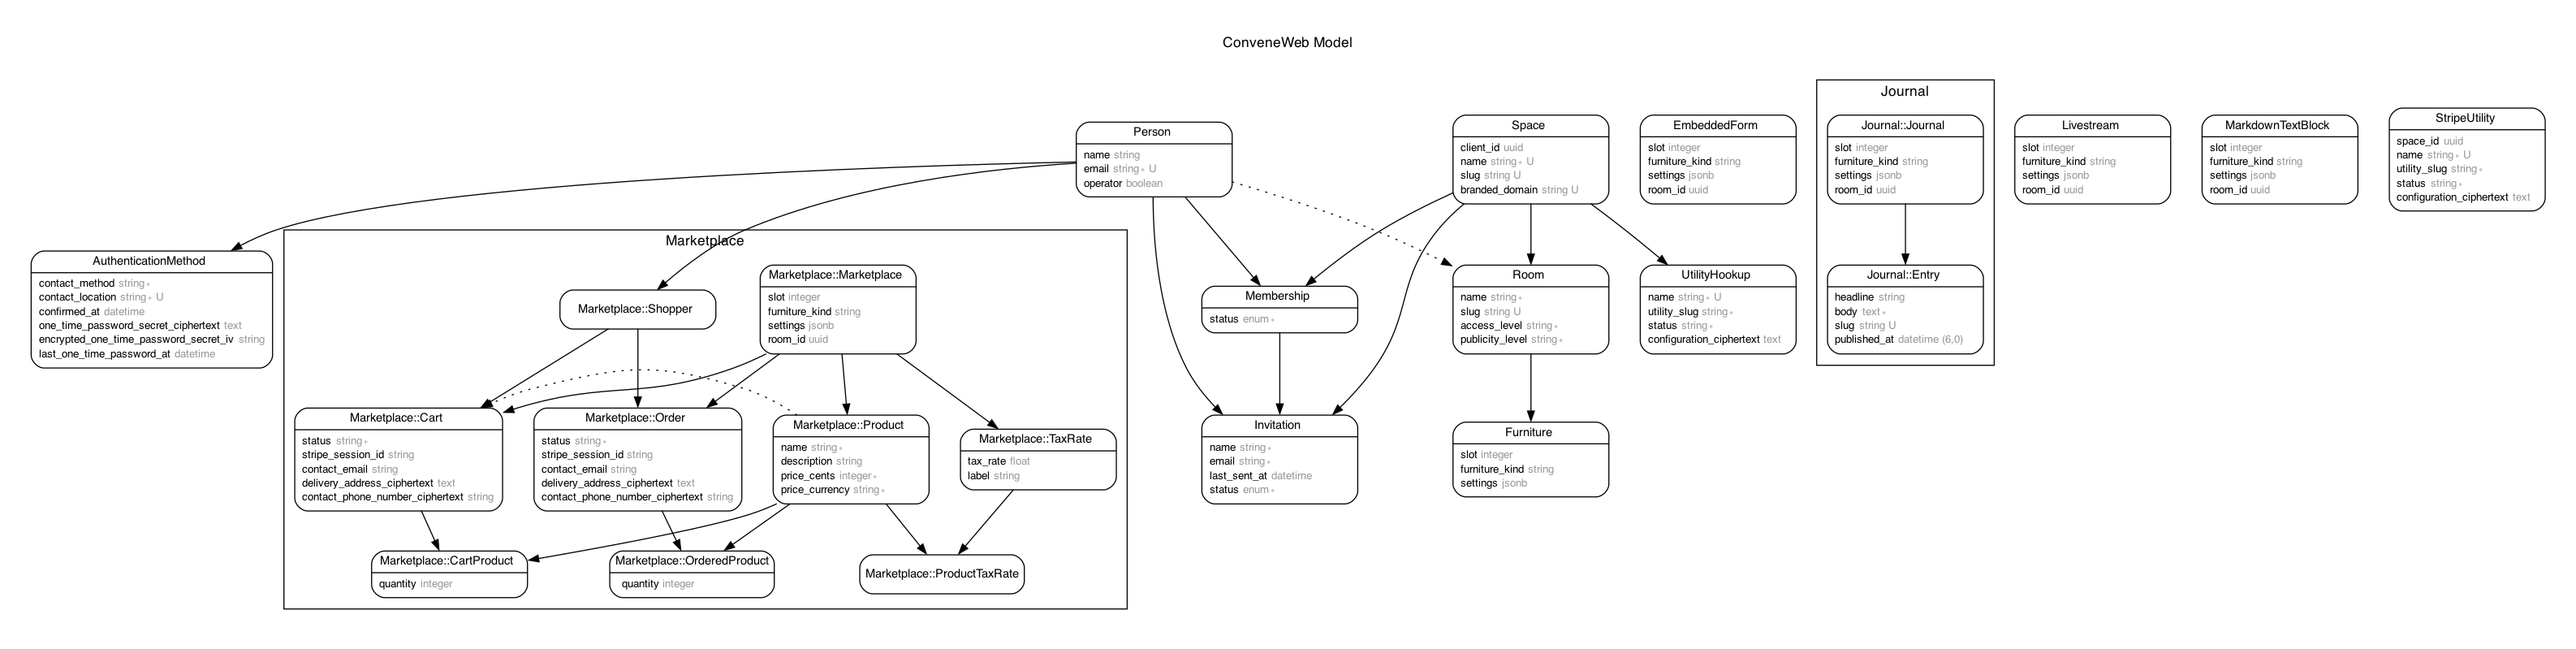 ConveneWeb Model
Person
name string
email string∗ U
operator boolean
Space
client_id uuid
name string∗ U
slug string U
branded_domain string U
EmbeddedForm
slot integer
furniture_kind string
settings jsonb
room_id uuid
Journal
Journal::Journal
slot integer
furniture_kind string
settings jsonb
room_id uuid
Livestream
slot integer
furniture_kind string
settings jsonb
room_id uuid
MarkdownTextBlock
slot integer
furniture_kind string
settings jsonb
room_id uuid
StripeUtility
space_id uuid
name string∗ U
utility_slug string∗
status string∗
configuration_ciphertext text
AuthenticationMethod
contact_method string∗
contact_location string∗ U
confirmed_at datetime
one_time_password_secret_ciphertext text
encrypted_one_time_password_secret_iv string
last_one_time_password_at datetime
Marketplace
Marketplace::Shopper
Marketplace::Marketplace
slot integer
furniture_kind string
settings jsonb
room_id uuid
Membership
status enum∗
Room
name string∗
slug string U
access_level string∗
publicity_level string∗
UtilityHookup
name string∗ U
utility_slug string∗
status string∗
configuration_ciphertext text
Journal::Entry
headline string
body text∗
slug string U
published_at datetime (6,0)
Marketplace::Cart
status string∗
stripe_session_id string
contact_email string
delivery_address_ciphertext text
contact_phone_number_ciphertext string
Marketplace::Order
status string∗
stripe_session_id string
contact_email string
delivery_address_ciphertext text
contact_phone_number_ciphertext string
Marketplace::Product
name string∗
description string
price_cents integer∗
price_currency string∗
Marketplace::TaxRate
tax_rate float
label string
Invitation
name string∗
email string∗
last_sent_at datetime
status enum∗
Furniture
slot integer
furniture_kind string
settings jsonb
Marketplace::CartProduct
quantity integer
Marketplace::OrderedProduct
quantity integer
Marketplace::ProductTaxRate